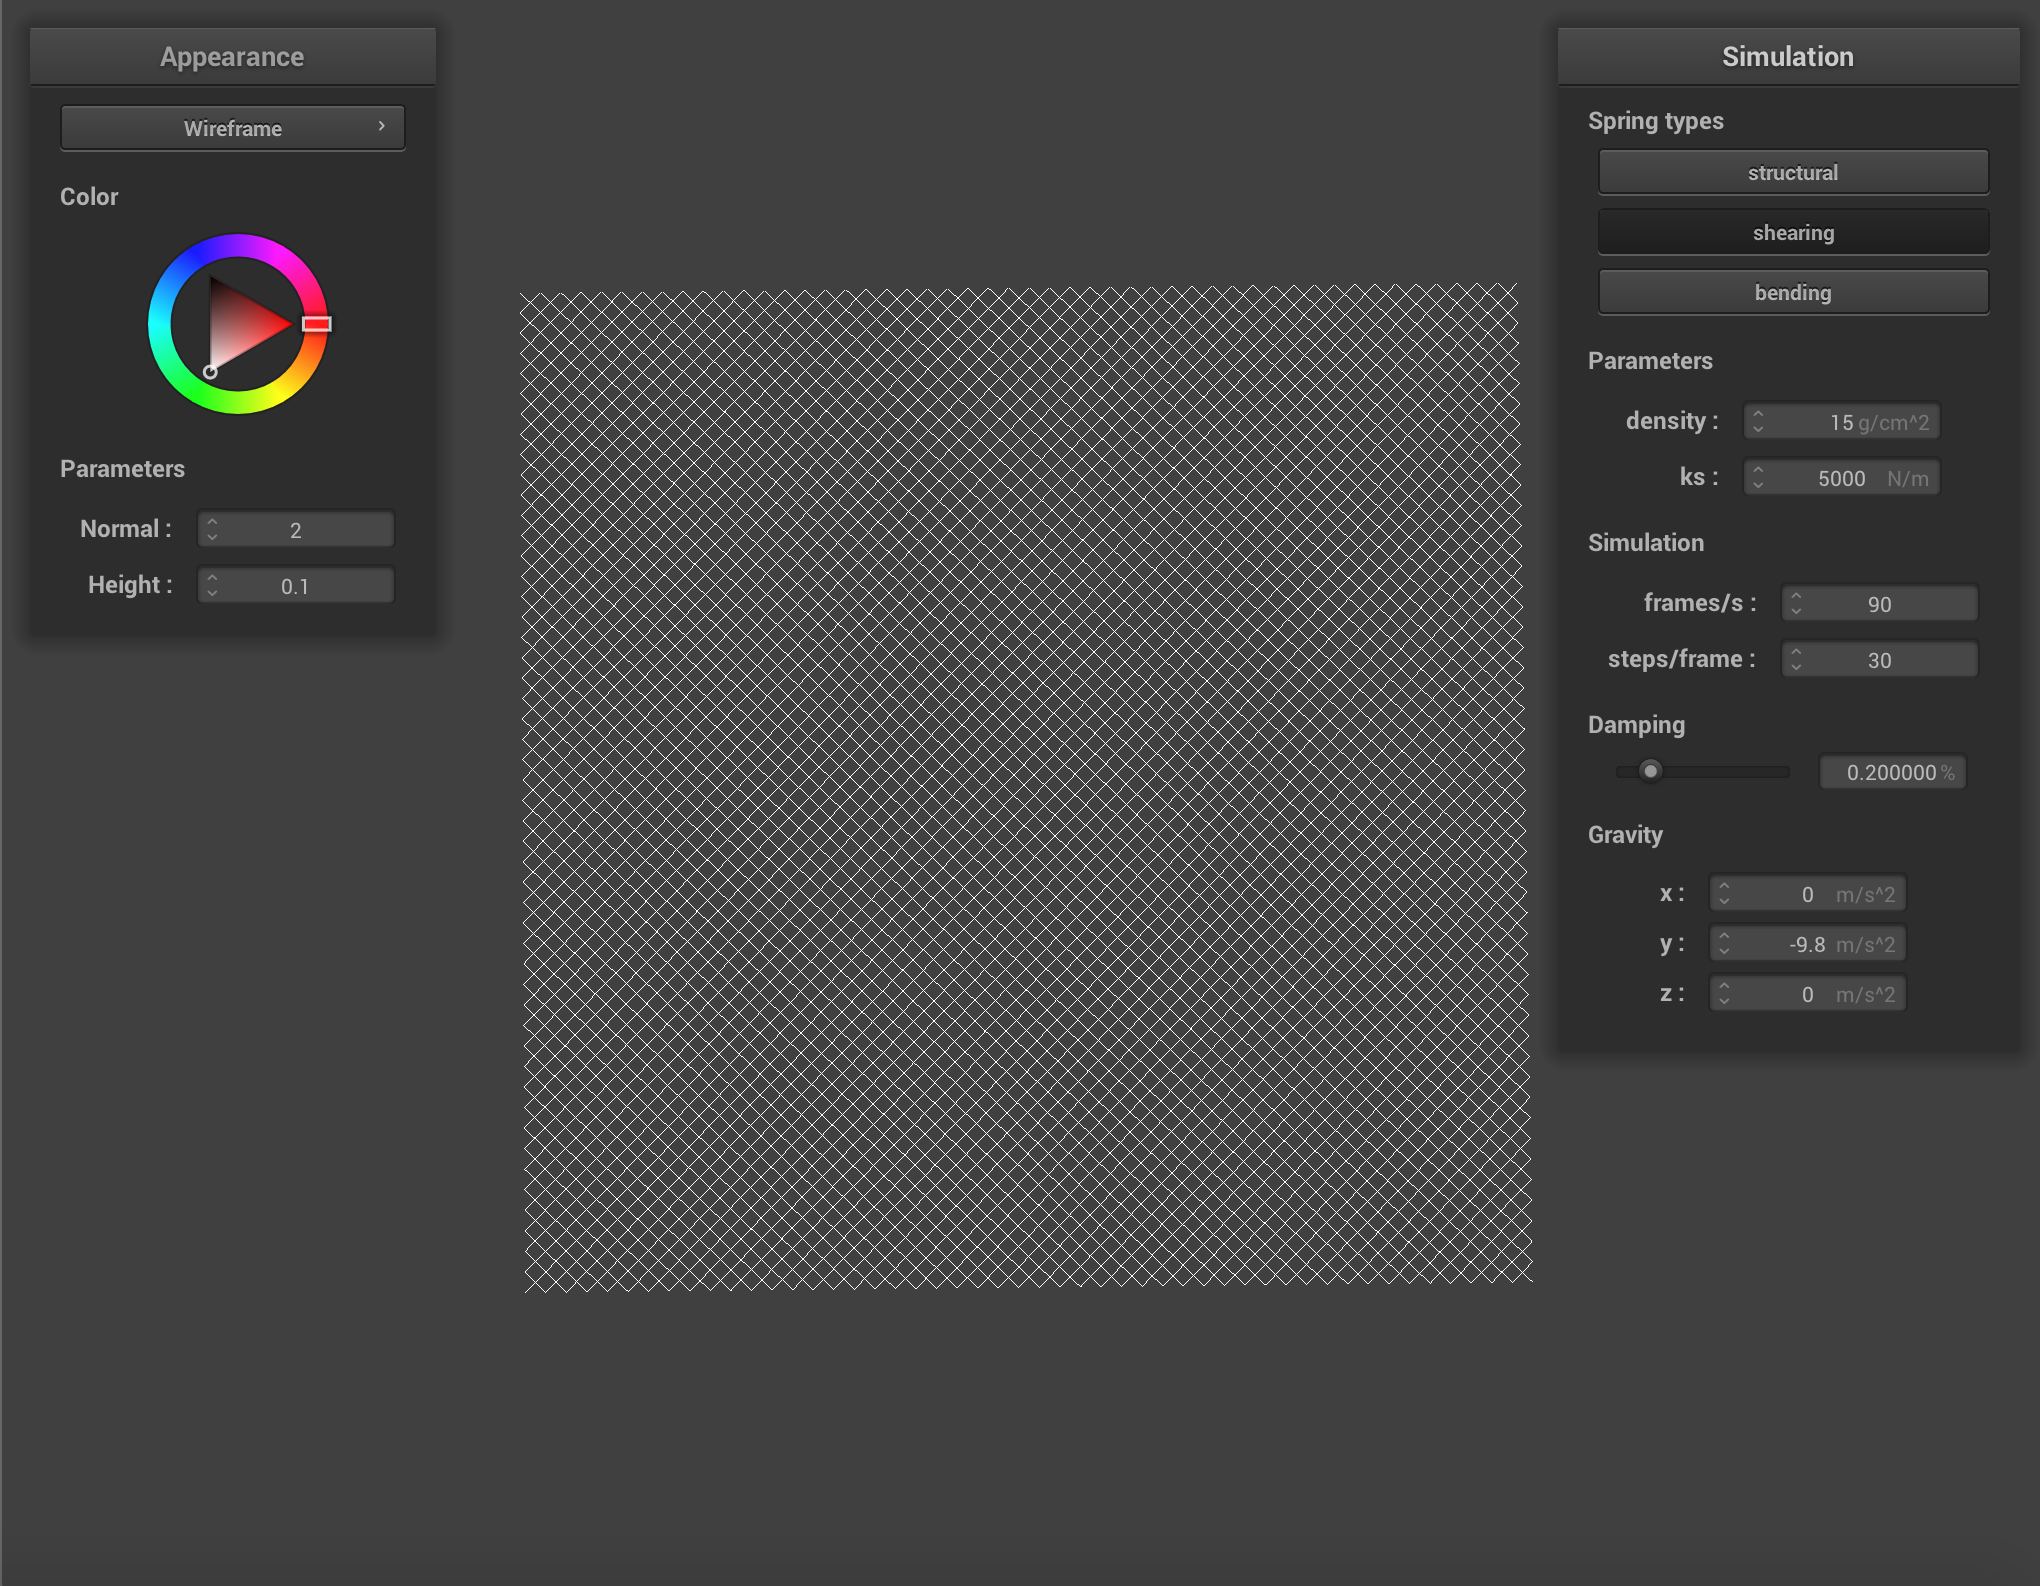 Appearance
Wireframe
Color
Parameters
Normal : 2
Height : 0.1
Simulation
Spring types
structural
shearing
bending
Parameters
density : 15 g/cm^2
ks : 5000 N/m
Simulation
frames/s : 90
steps/frame : 30
Damping
0.200000 %
Gravity
x : 0 m/s^2
y : -9.8 m/s^2
z : 0 m/s^2